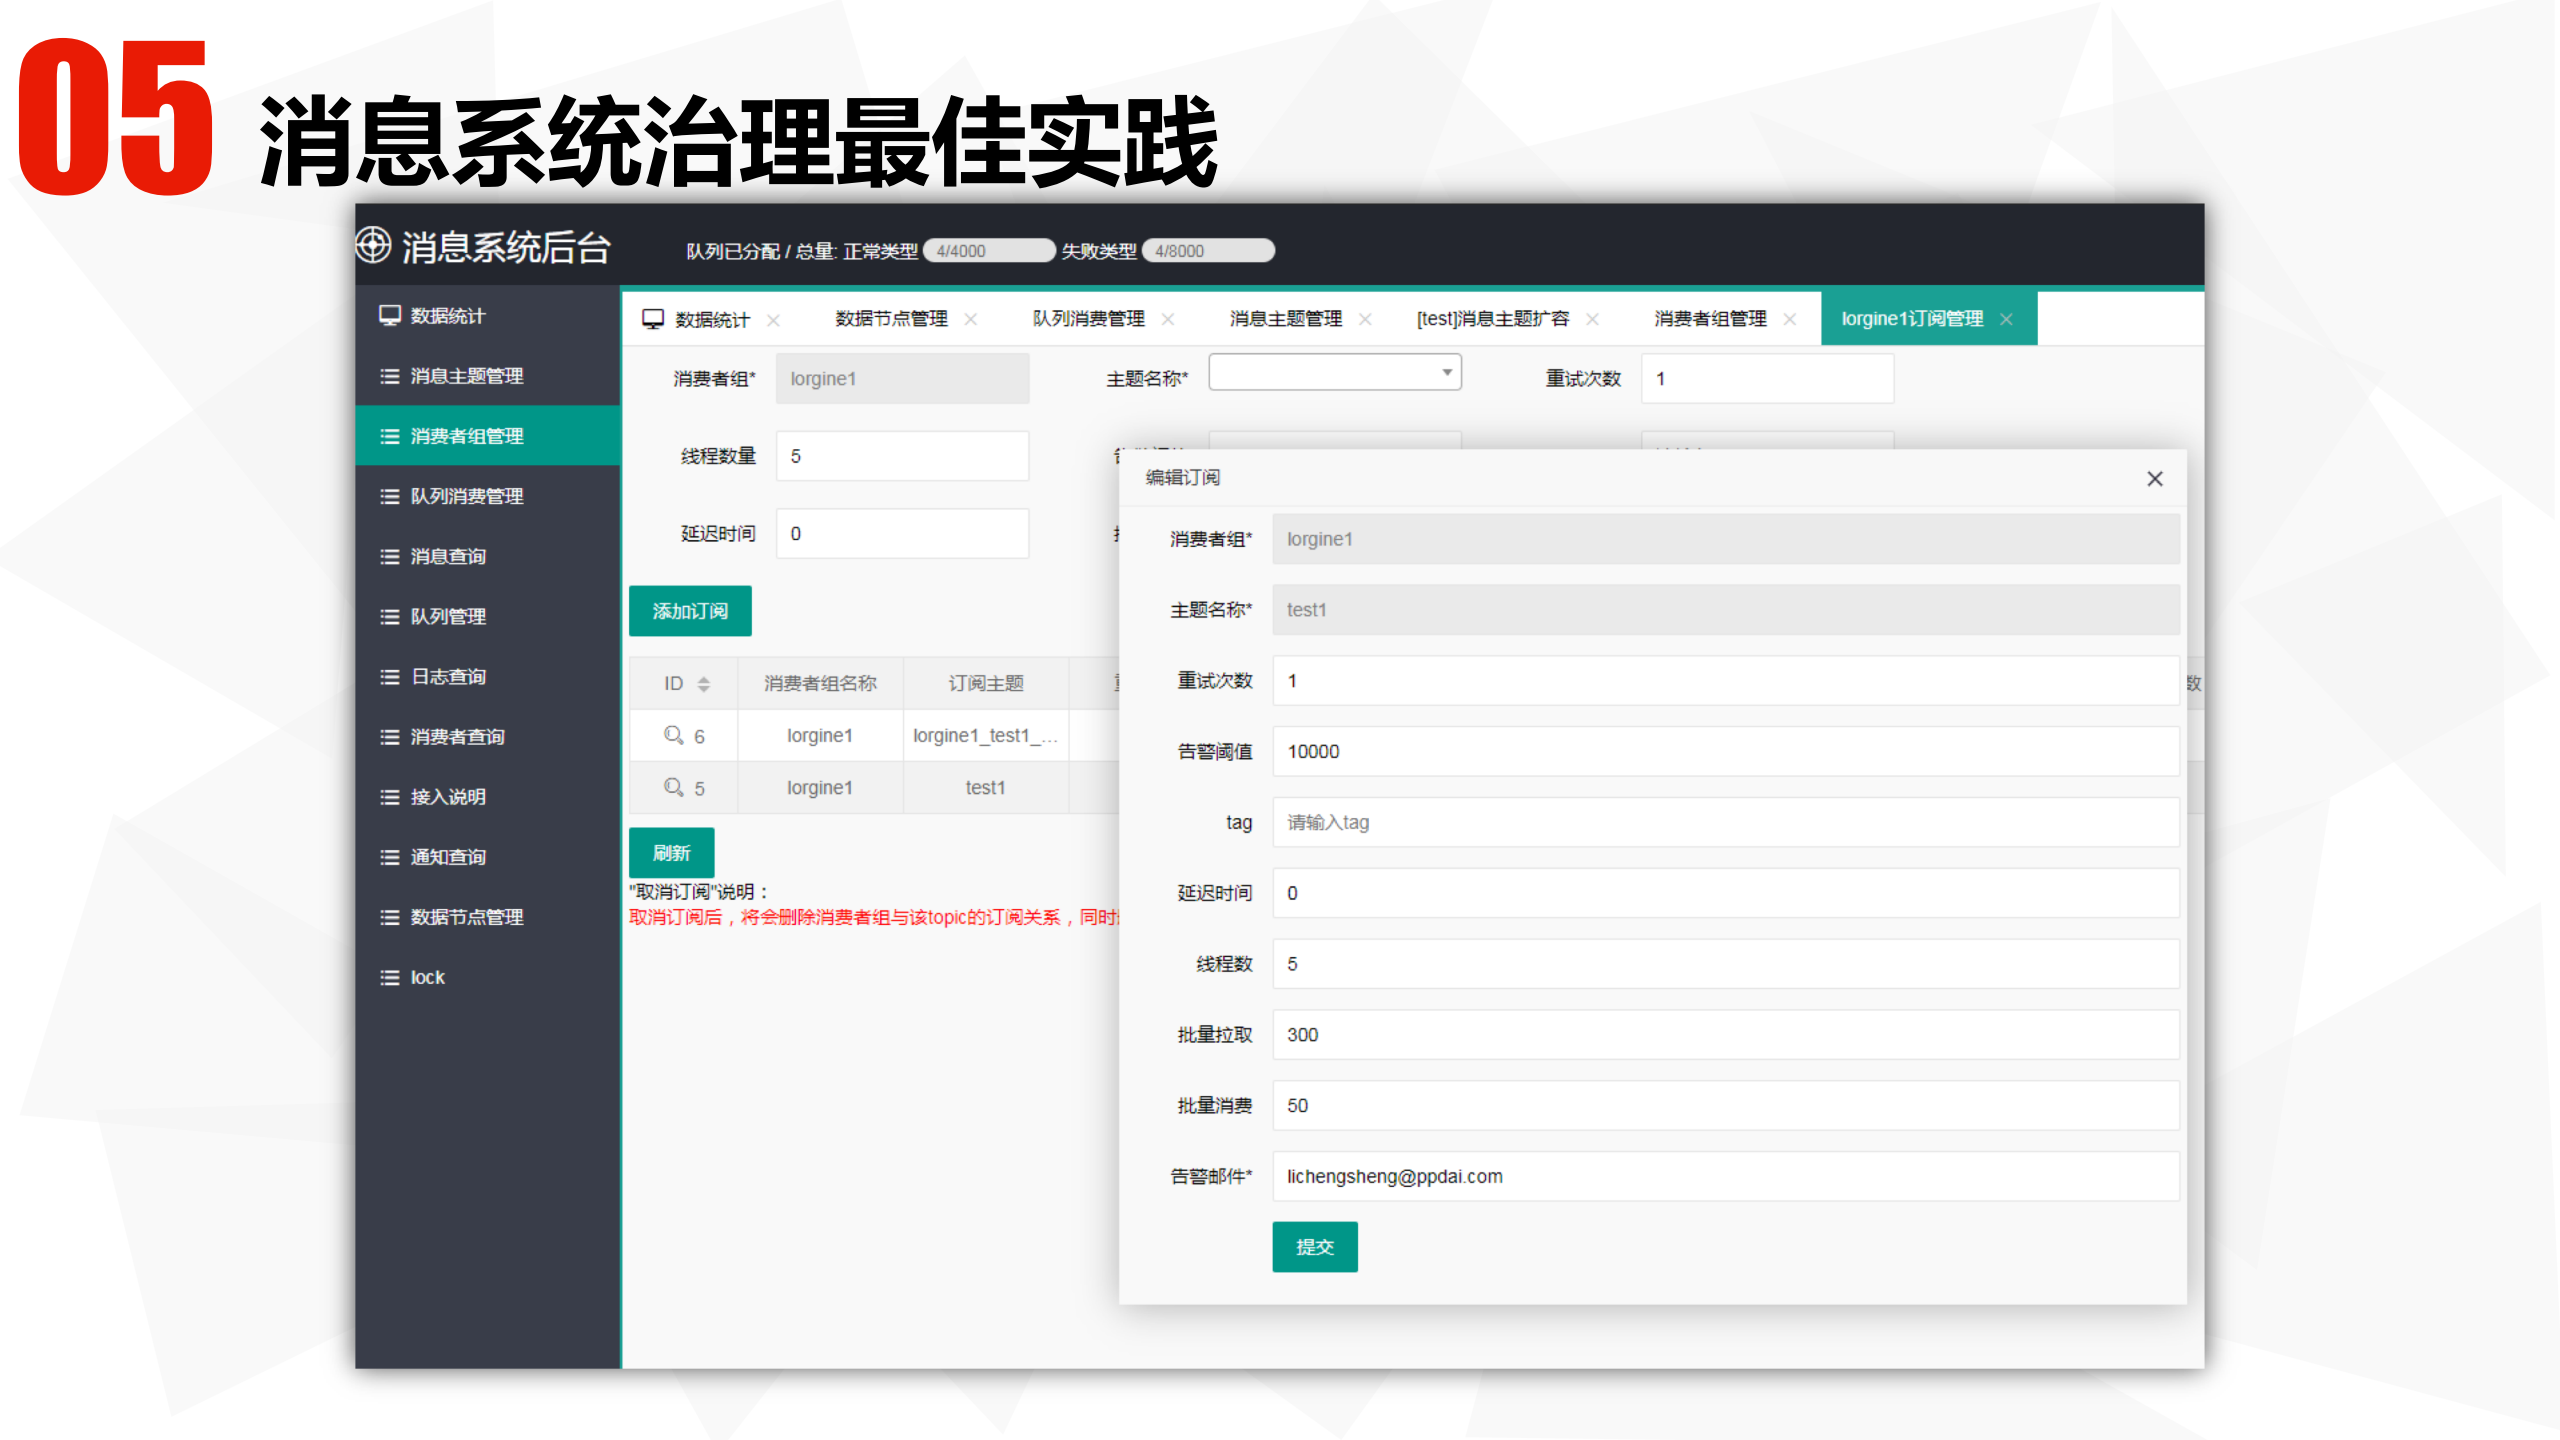 05 消息系统治理最佳实践
消息系统后台
队列已分配 / 总量: 正常类型 4/4000 失败类型 4/8000
数据统计
消息主题管理
消费者组管理
队列消费管理
消息查询
队列管理
日志查询
消费者查询
接入说明
通知查询
数据节点管理
lock
数据统计 数据节点管理 队列消费管理 消息主题管理 [test]消息主题扩容 消费者组管理 lorgine1订阅管理
消费者组* lorgine1 主题名称* 重试次数 1
线程数量 5
延迟时间 0
添加订阅
ID 消费者组名称 订阅主题
数
6 lorgine1 lorgine1_test1_...
5 lorgine1 test1
刷新
"取消订阅"说明：
取消订阅后，将会删除消费者组与该topic的订阅关系，同时
编辑订阅
消费者组* lorgine1
主题名称* test1
重试次数 1
告警阈值 10000
tag 请输入tag
延迟时间 0
线程数 5
批量拉取 300
批量消费 50
告警邮件* lichengsheng@ppdai.com
提交